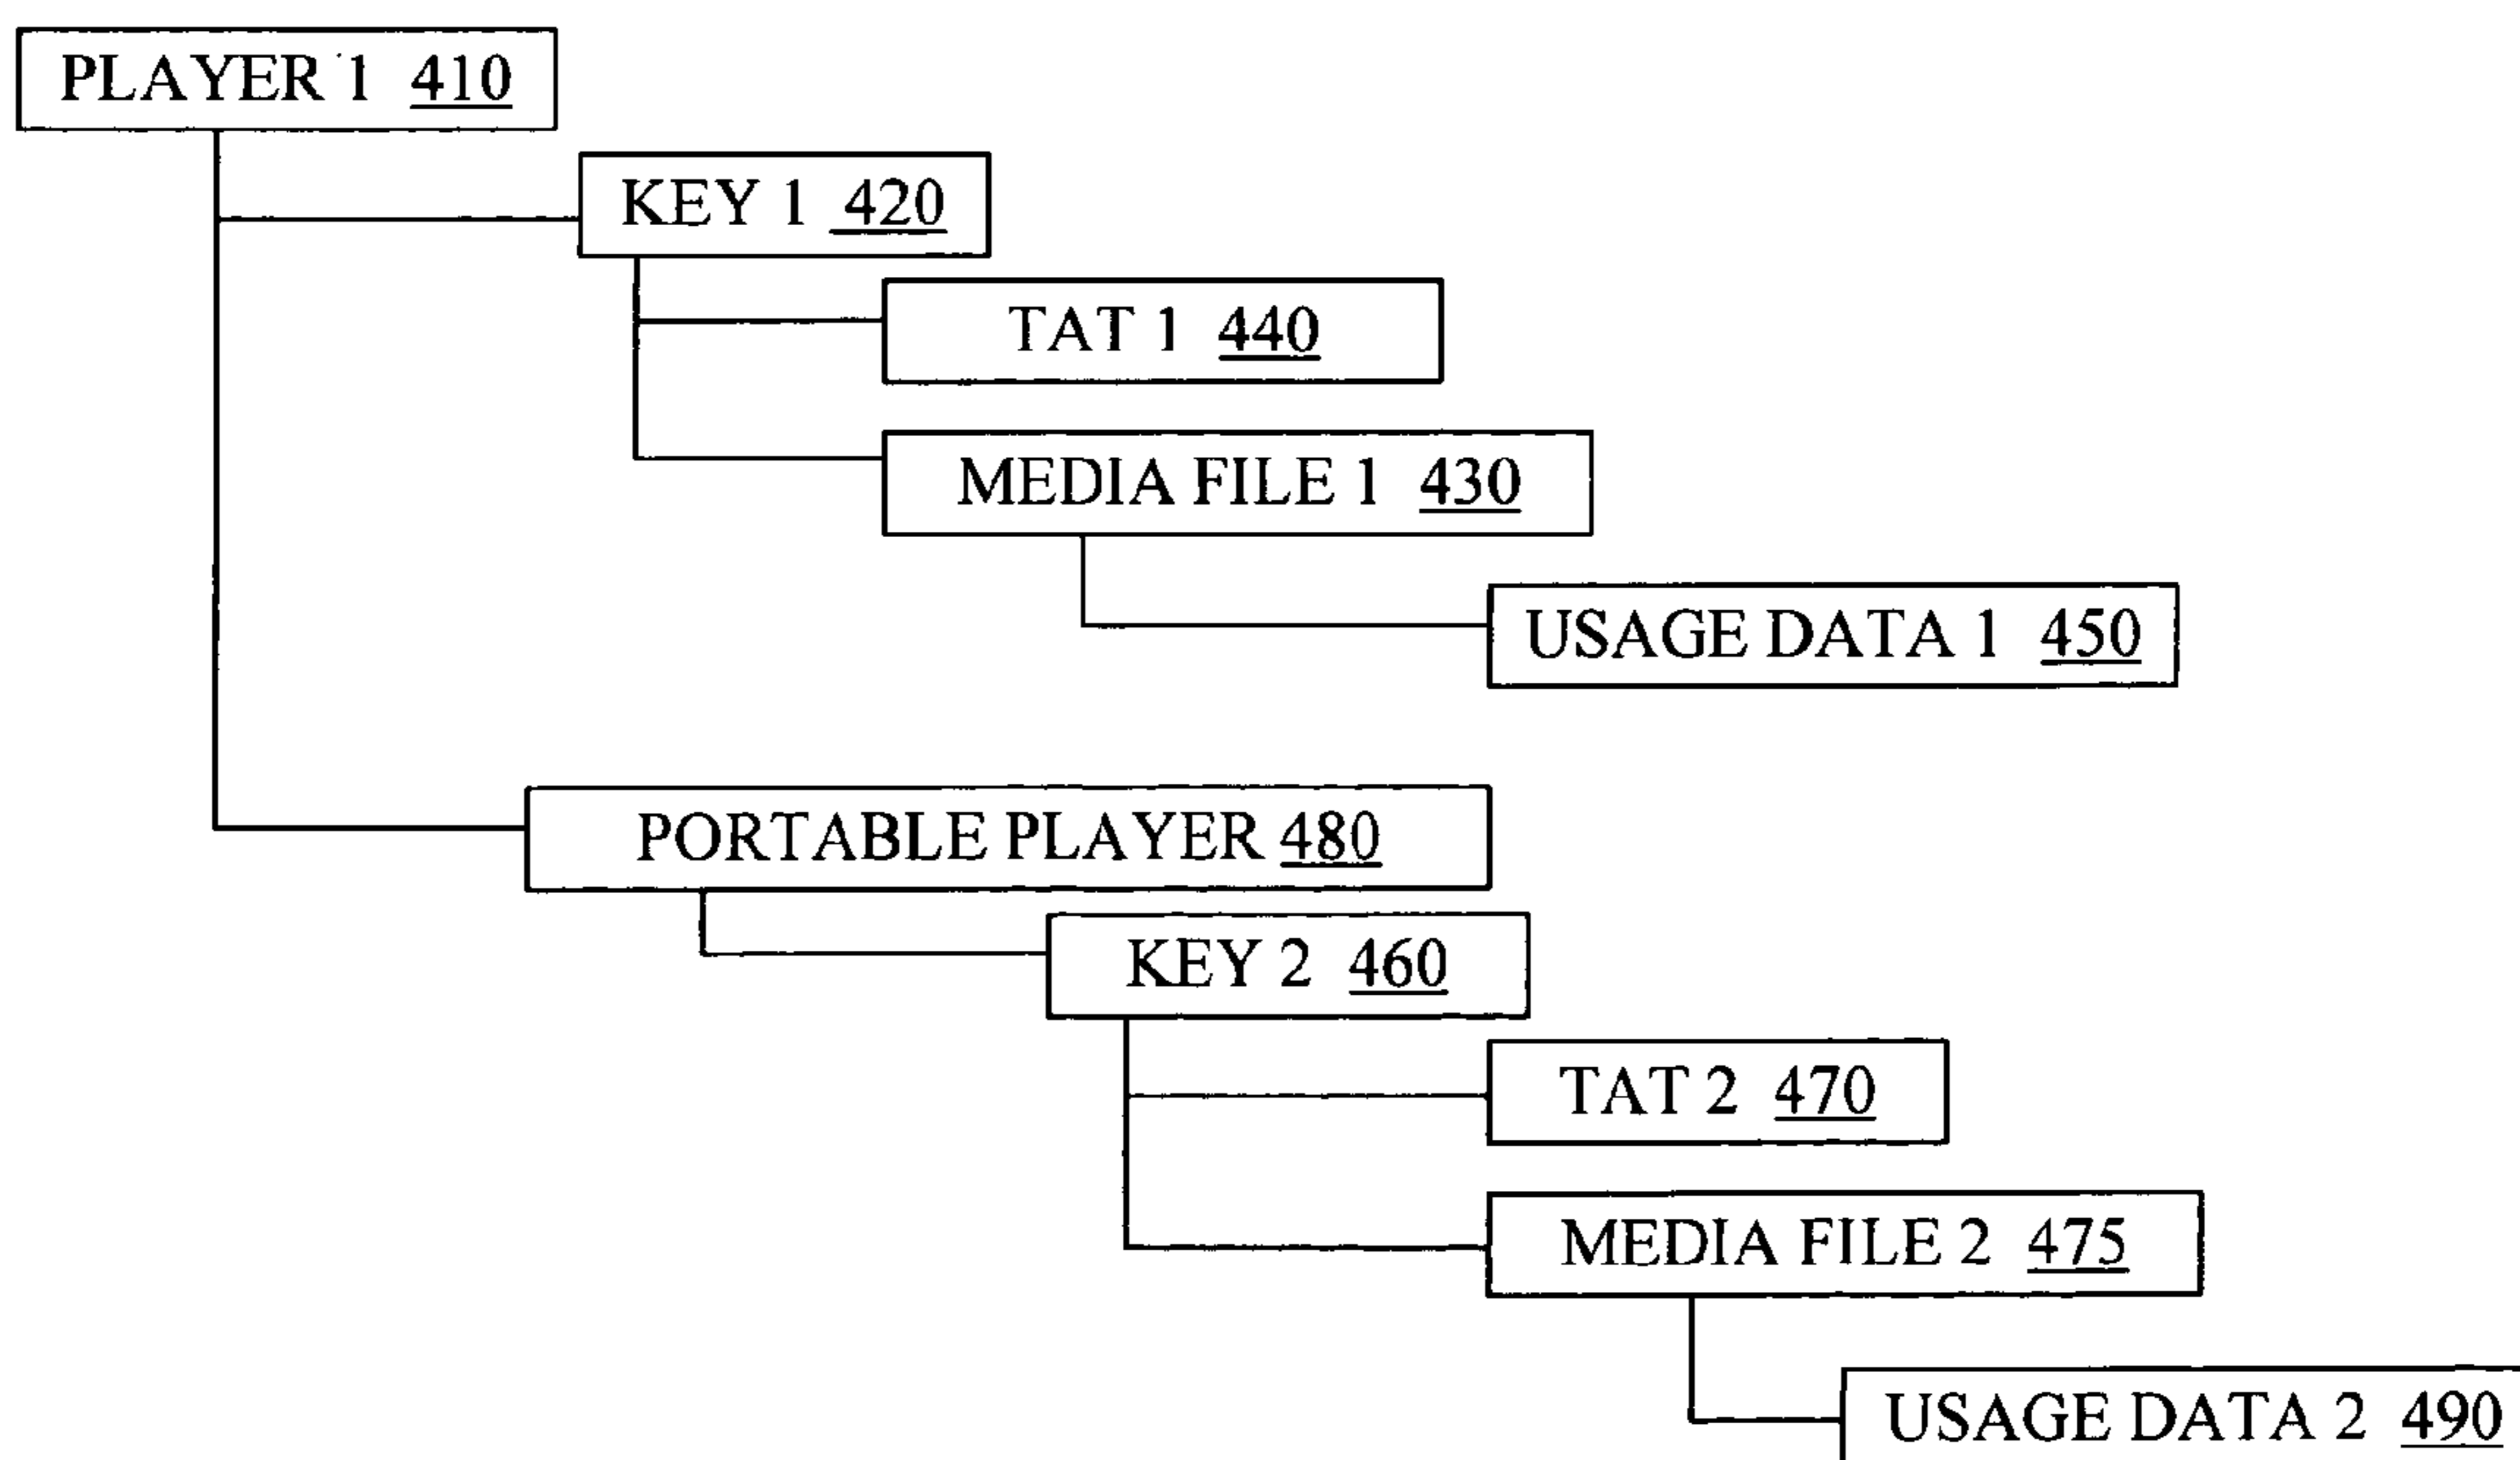 PLAYER 1 410
KEY 1 420
TAT 1 440
MEDIA FILE 1 430
USAGE DATA 1 450
PORTABLE PLAYER 480
KEY 2 460
TAT 2 470
MEDIA FILE 2 475
USAGE DATA 2 490